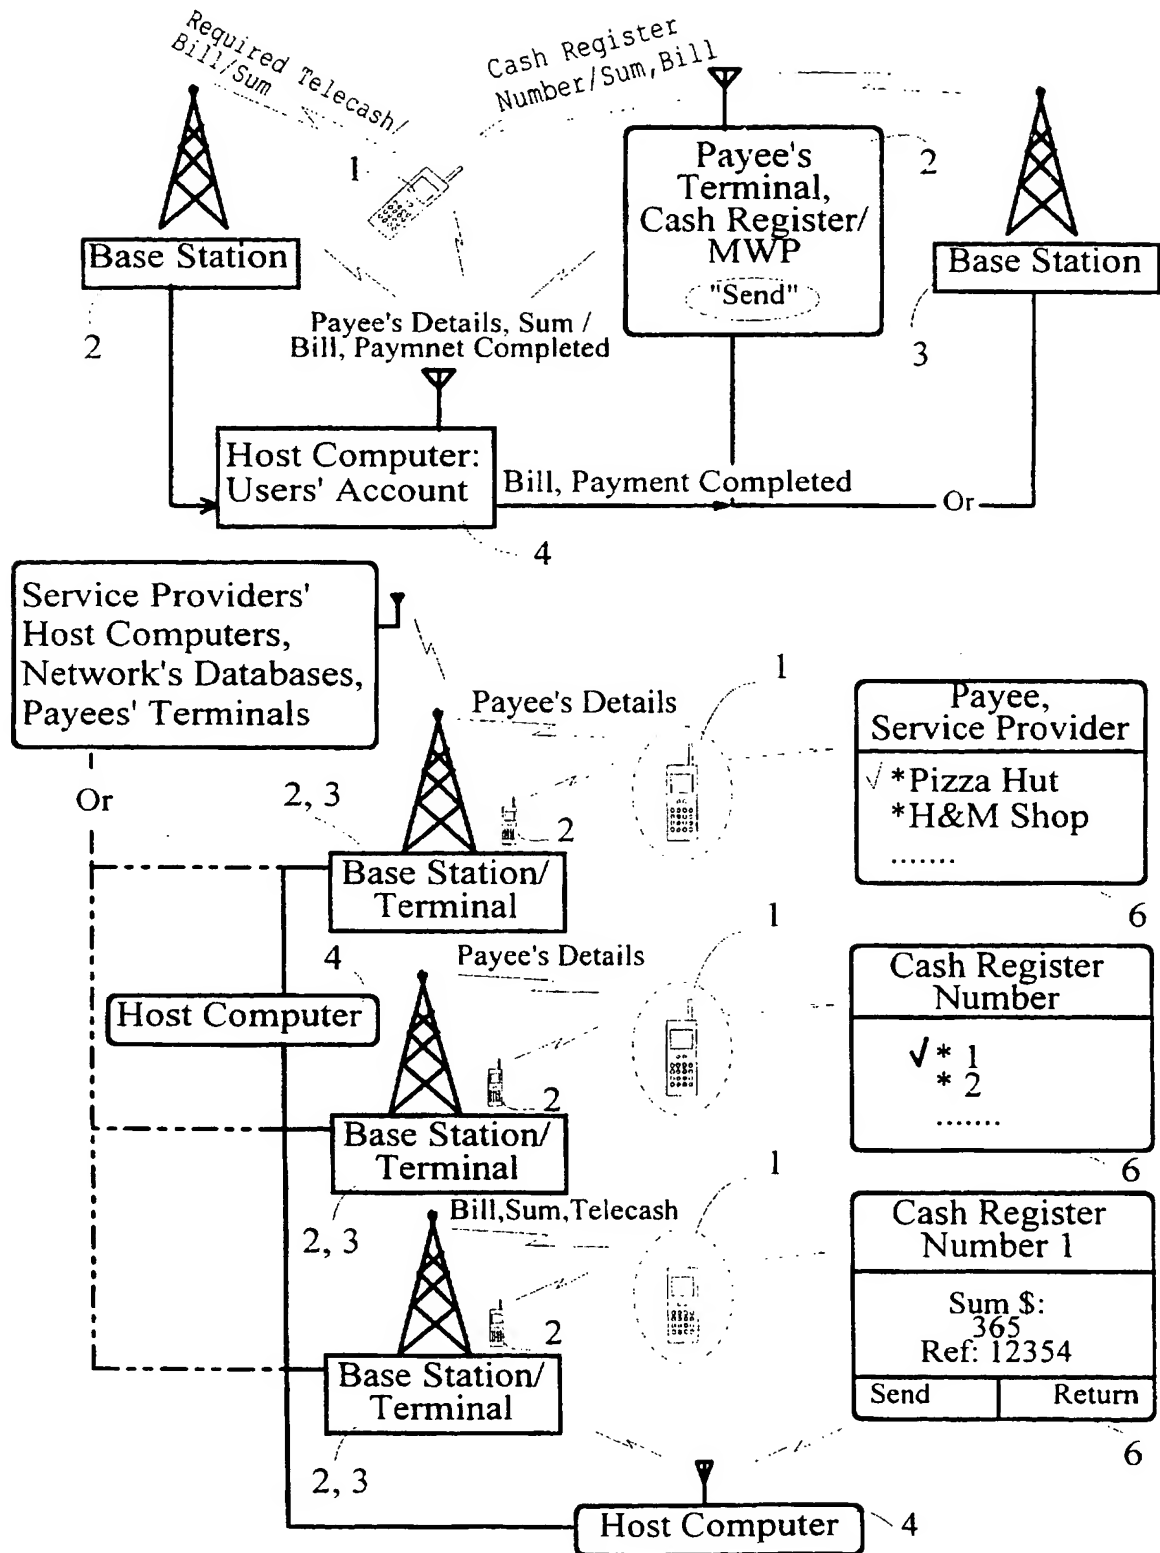 Required Telecash/
Bill/Sum
Cash Register
Number/Sum,Bill
1
Payee's
Terminal,
Cash Register/
MWP
"Send"
2
Base Station
2
Base Station
3
Payee's Details, Sum /
Bill, Paymnet Completed
Host Computer:
Users' Account
4
Bill, Payment Completed
Or
Service Providers'
Host Computers,
Network's Databases,
Payees' Terminals
Or
Payee's Details
1
2, 3
2
Base Station/
Terminal
Payee,
Service Provider
√ *Pizza Hut
*H&M Shop
.......
6
4
Host Computer
Payee's Details
1
2
Base Station/
Terminal
2, 3
Cash Register
Number
√ * 1
* 2
.......
6
Bill,Sum,Telecash
1
2
Base Station/
Terminal
2, 3
Cash Register
Number 1
Sum $:
365
Ref: 12354
Send Return
6
Host Computer
4